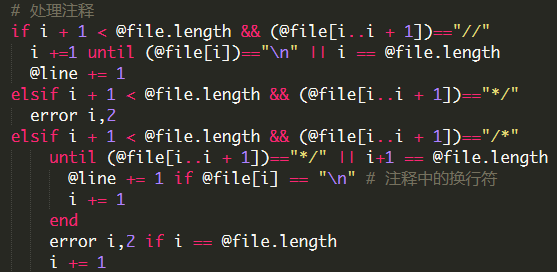 # 处理注释
if i + 1 < @file.length && (@file[i..i + 1])=="//"
i +=1 until (@file[i])=="\n" || i == @file.length
@line += 1
elsif i + 1 < @file.length && (@file[i..i + 1])=="*/"
error i,2
elsif i + 1 < @file.length && (@file[i..i + 1])=="/*"
until (@file[i..i + 1])=="*/" || i+1 == @file.length
@line += 1 if @file[i] == "\n" # 注释中的换行符
i += 1
end
error i,2 if i == @file.length
i += 1